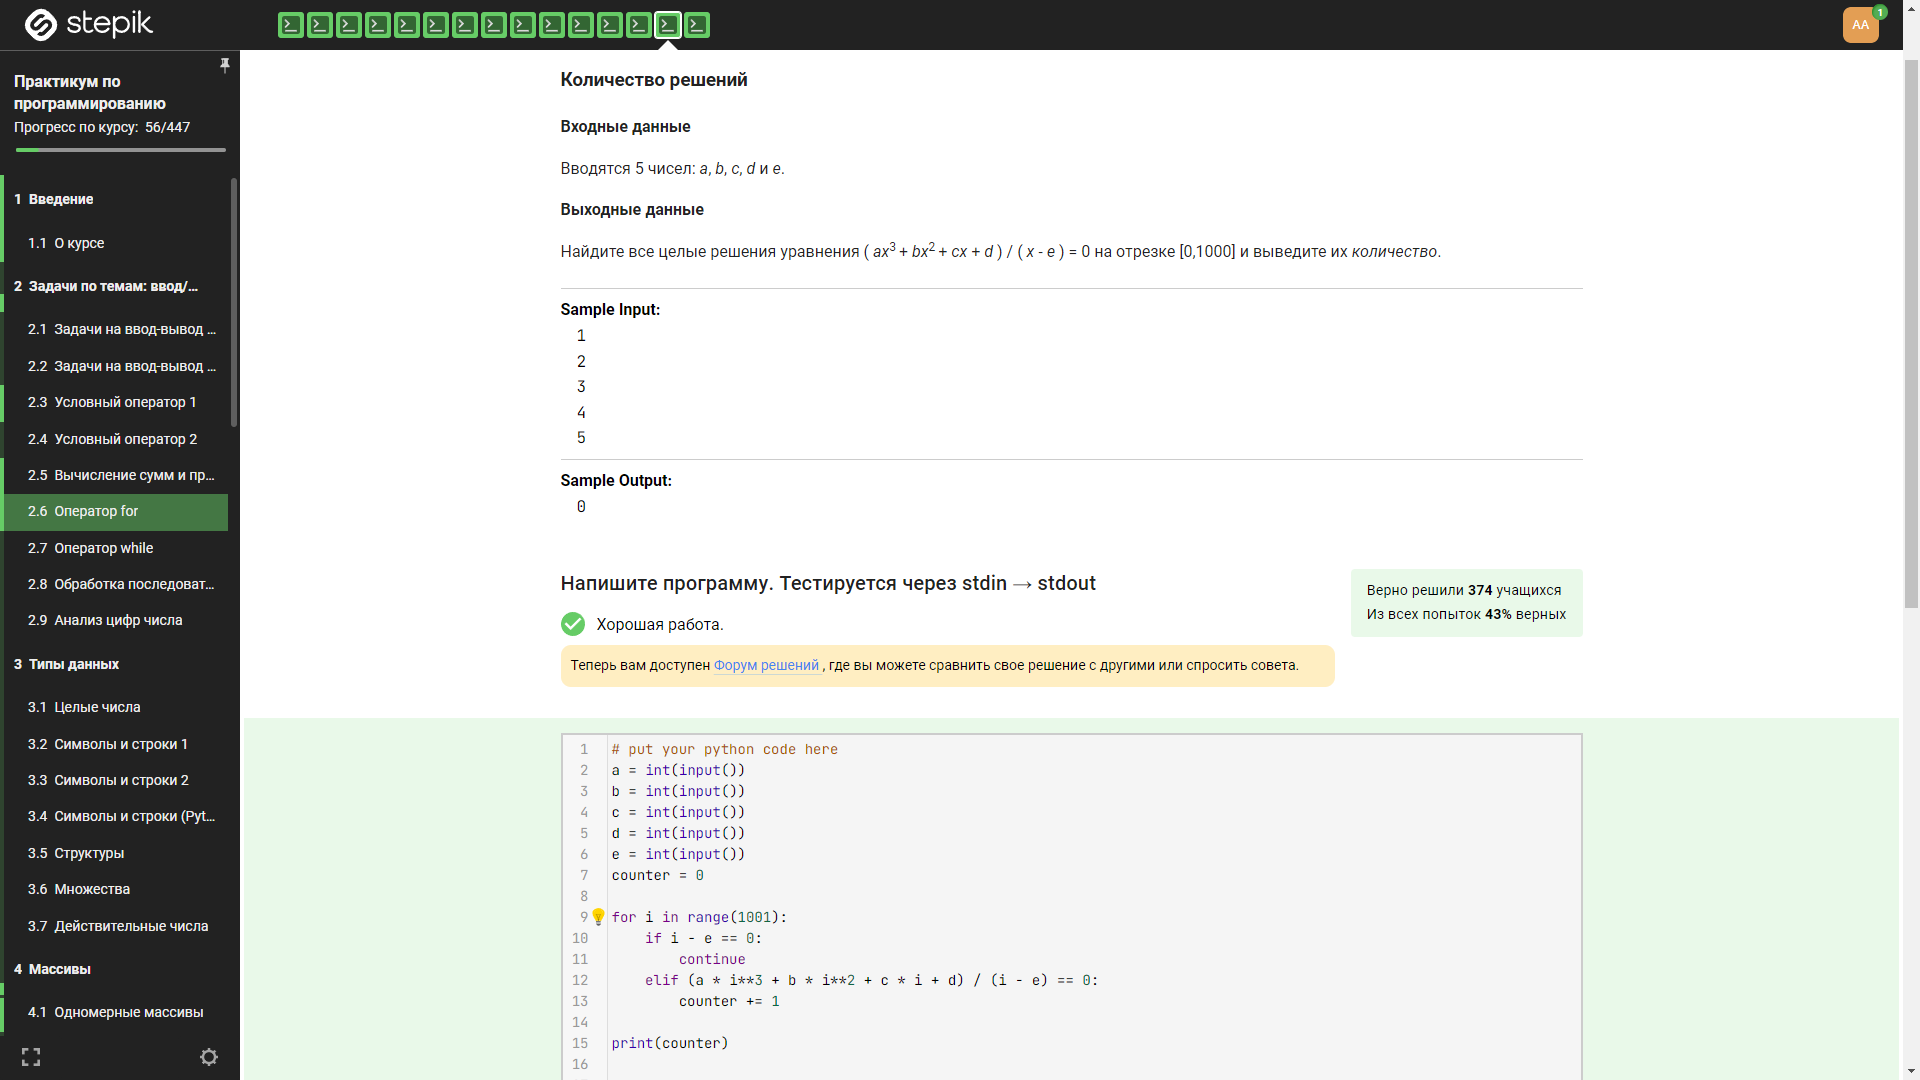 stepik
AA
1
Практикум по
программированию
Прогресс по курсу: 56/447
1 Введение
1.1 О курсе
2 Задачи по темам: ввод/...
2.1 Задачи на ввод-вывод ...
2.2 Задачи на ввод-вывод ...
2.3 Условный оператор 1
2.4 Условный оператор 2
2.5 Вычисление сумм и пр...
2.6 Оператор for
2.7 Оператор while
2.8 Обработка последоват...
2.9 Анализ цифр числа
3 Типы данных
3.1 Целые числа
3.2 Символы и строки 1
3.3 Символы и строки 2
3.4 Символы и строки (Pyt...
3.5 Структуры
3.6 Множества
3.7 Действительные числа
4 Массивы
4.1 Одномерные массивы
Количество решений
Входные данные
Вводятся 5 чисел: a, b, c, d и e.
Выходные данные
Найдите все целые решения уравнения ( ax³ + bx² + cx + d ) / ( x - e ) = 0 на отрезке [0,1000] и выведите их количество.
Sample Input:
1
2
3
4
5
Sample Output:
0
Напишите программу. Тестируется через stdin → stdout
Верно решили 374 учащихся
Из всех попыток 43% верных
Хорошая работа.
Теперь вам доступен Форум решений , где вы можете сравнить свое решение с другими или спросить совета.
1 # put your python code here
2 a = int(input())
3 b = int(input())
4 c = int(input())
5 d = int(input())
6 e = int(input())
7 counter = 0
8
9 for i in range(1001):
10     if i - e == 0:
11         continue
12     elif (a * i**3 + b * i**2 + c * i + d) / (i - e) == 0:
13         counter += 1
14
15 print(counter)
16